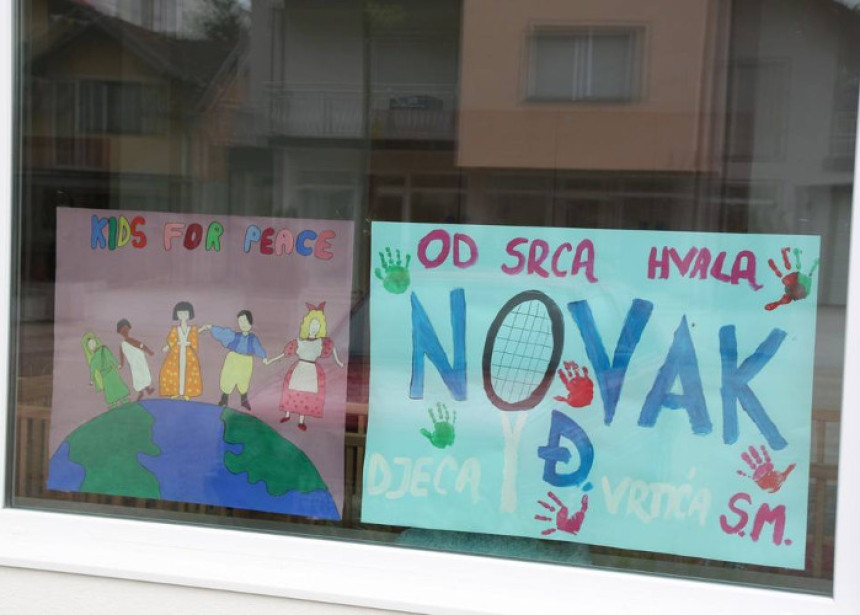 KIDS FOR PEACE
OD SRCA HVALA
NOVAK
Đ.
DJECA VRTIĆA S.M.